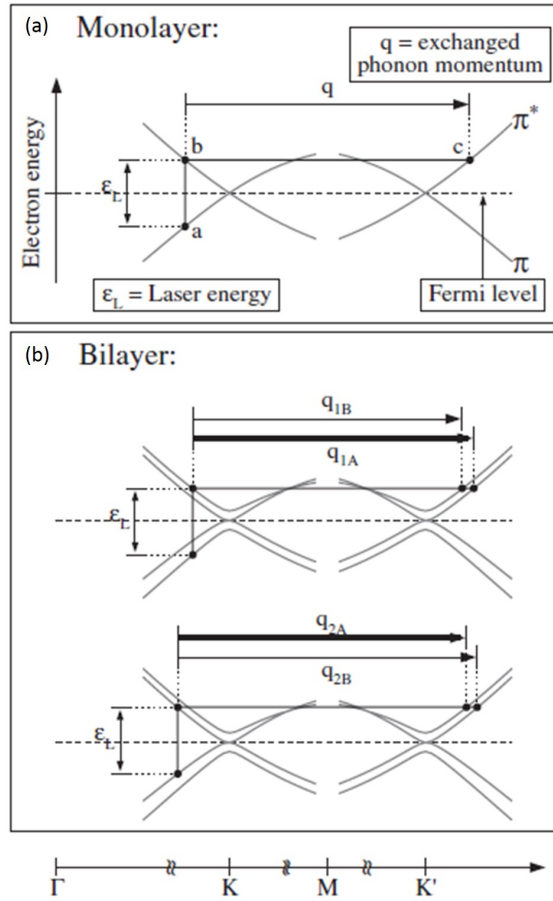 (a) Monolayer:
q = exchanged
phonon momentum
q
π*
b
c
Electron energy
ε_L
a
π
ε_L = Laser energy
Fermi level
(b) Bilayer:
q_1B
q_1A
ε_L
q_2A
q_2B
ε_L
Γ K M K'